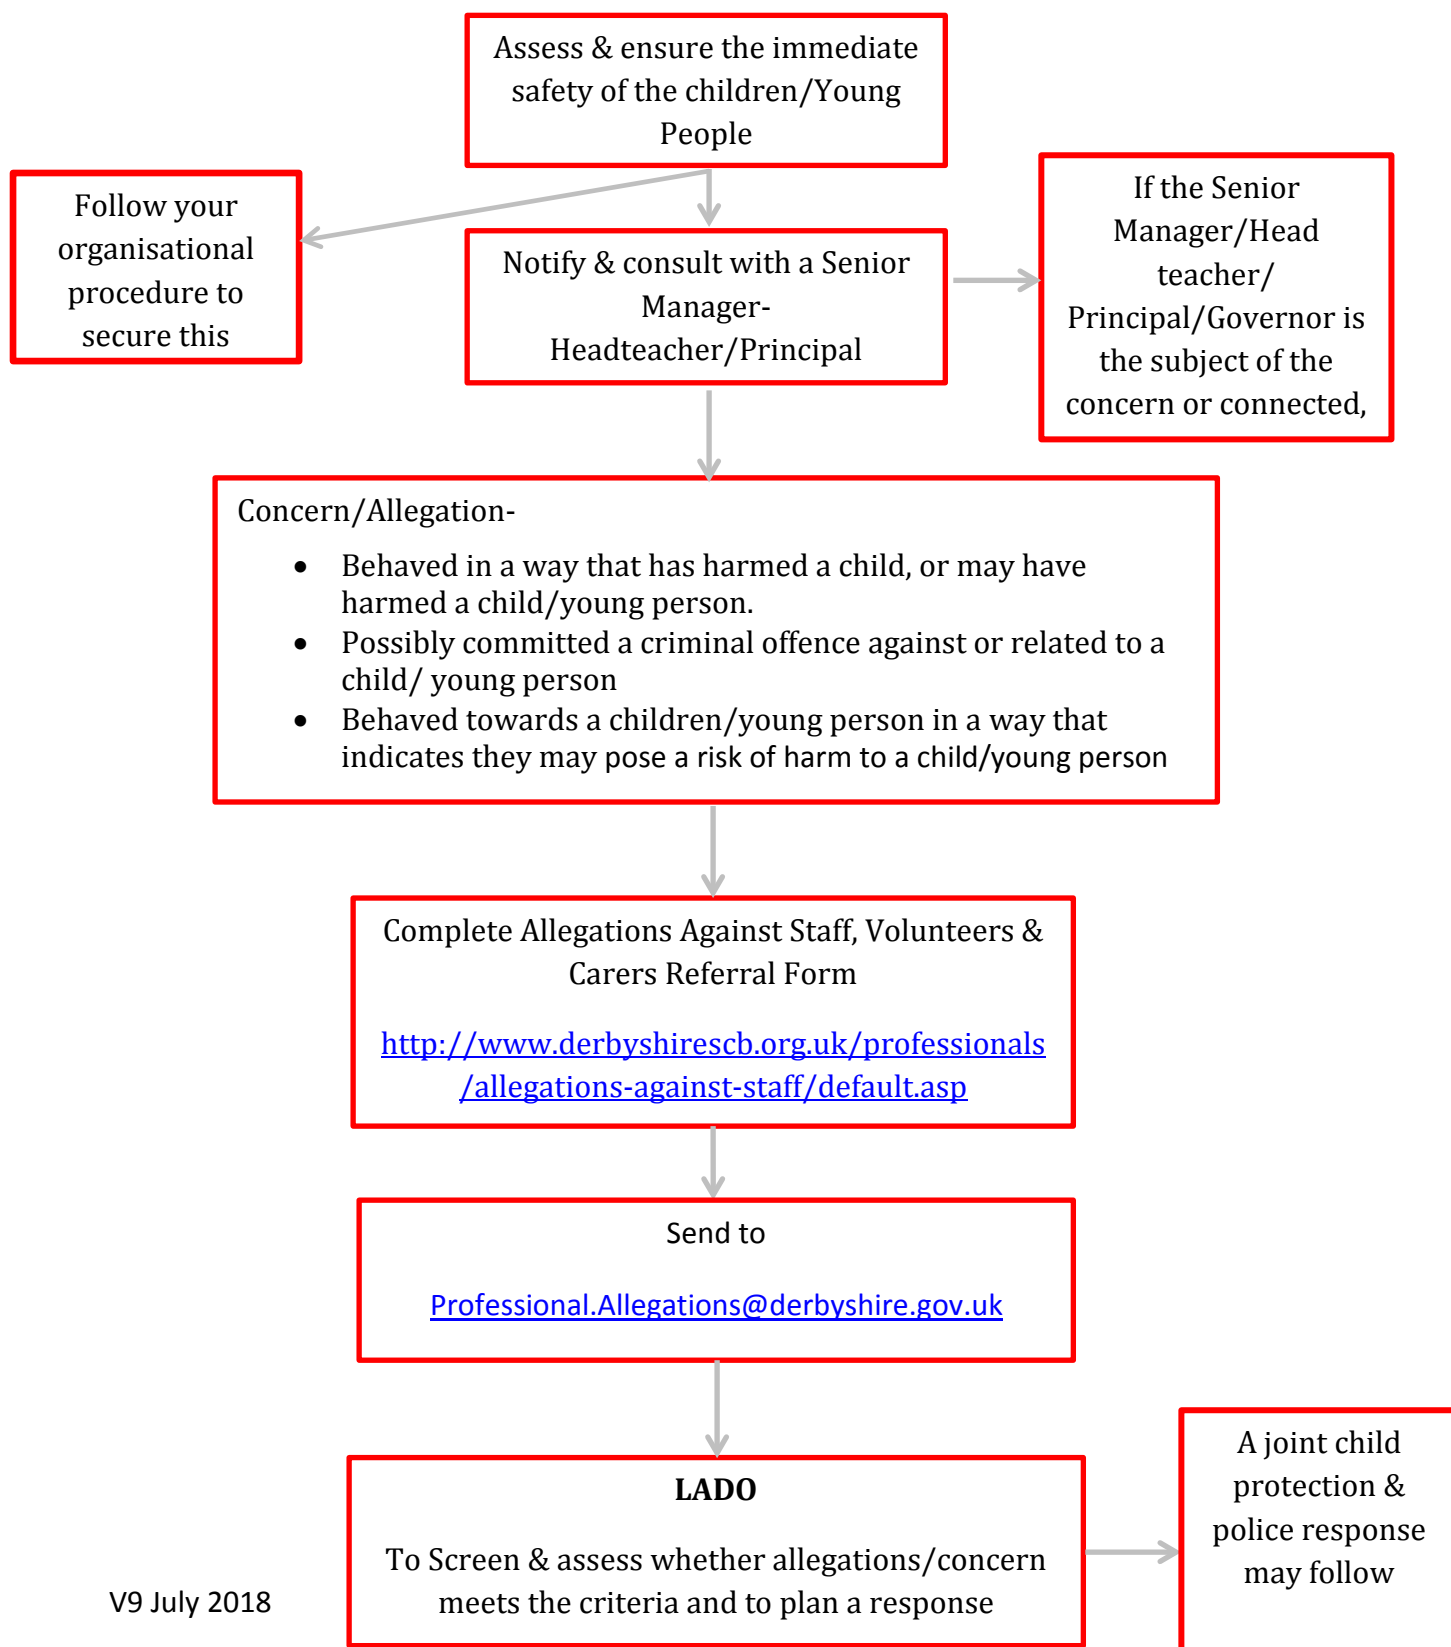 Assess & ensure the immediate
safety of the children/Young
People
Follow your
organisational
procedure to
secure this
Notify & consult with a Senior
Manager-
Headteacher/Principal
If the Senior
Manager/Head
teacher/
Principal/Governor is
the subject of the
concern or connected,
Concern/Allegation-
• Behaved in a way that has harmed a child, or may have
harmed a child/young person.
• Possibly committed a criminal offence against or related to a
child/ young person
• Behaved towards a children/young person in a way that
indicates they may pose a risk of harm to a child/young person
Complete Allegations Against Staff, Volunteers &
Carers Referral Form
http://www.derbyshirescb.org.uk/professionals
/allegations-against-staff/default.asp
Send to
Professional.Allegations@derbyshire.gov.uk
LADO
To Screen & assess whether allegations/concern
meets the criteria and to plan a response
A joint child
protection &
police response
may follow
V9 July 2018